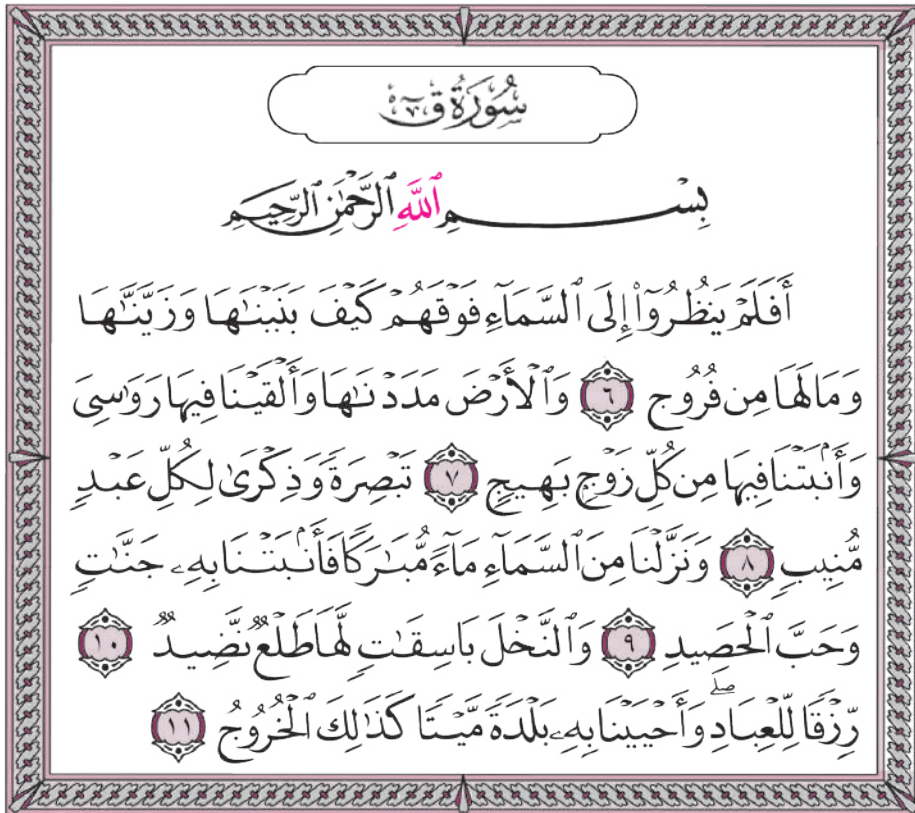 سُورَةُ قٓ
بِسْمِ ٱللَّهِ ٱلرَّحْمَٰنِ ٱلرَّحِيمِ
أَفَلَمْ يَنظُرُوٓا۟ إِلَى ٱلسَّمَآءِ فَوْقَهُمْ كَيْفَ بَنَيْنَٰهَا وَزَيَّنَّٰهَا
وَمَا لَهَا مِن فُرُوجٍ ٦ وَٱلْأَرْضَ مَدَدْنَٰهَا وَأَلْقَيْنَا فِيهَا رَوَٰسِىَ
وَأَنۢبَتْنَا فِيهَا مِن كُلِّ زَوْجٍۭ بَهِيجٍ ٧ تَبْصِرَةً وَذِكْرَىٰ لِكُلِّ عَبْدٍ
مُّنِيبٍ ٨ وَنَزَّلْنَا مِنَ ٱلسَّمَآءِ مَآءً مُّبَٰرَكًا فَأَنۢبَتْنَا بِهِۦ جَنَّٰتٍ
وَحَبَّ ٱلْحَصِيدِ ٩ وَٱلنَّخْلَ بَاسِقَٰتٍ لَّهَا طَلْعٌ نَّضِيدٌ ١٠
رِّزْقًا لِّلْعِبَادِ ۖ وَأَحْيَيْنَا بِهِۦ بَلْدَةً مَّيْتًا كَذَٰلِكَ ٱلْخُرُوجُ ١١